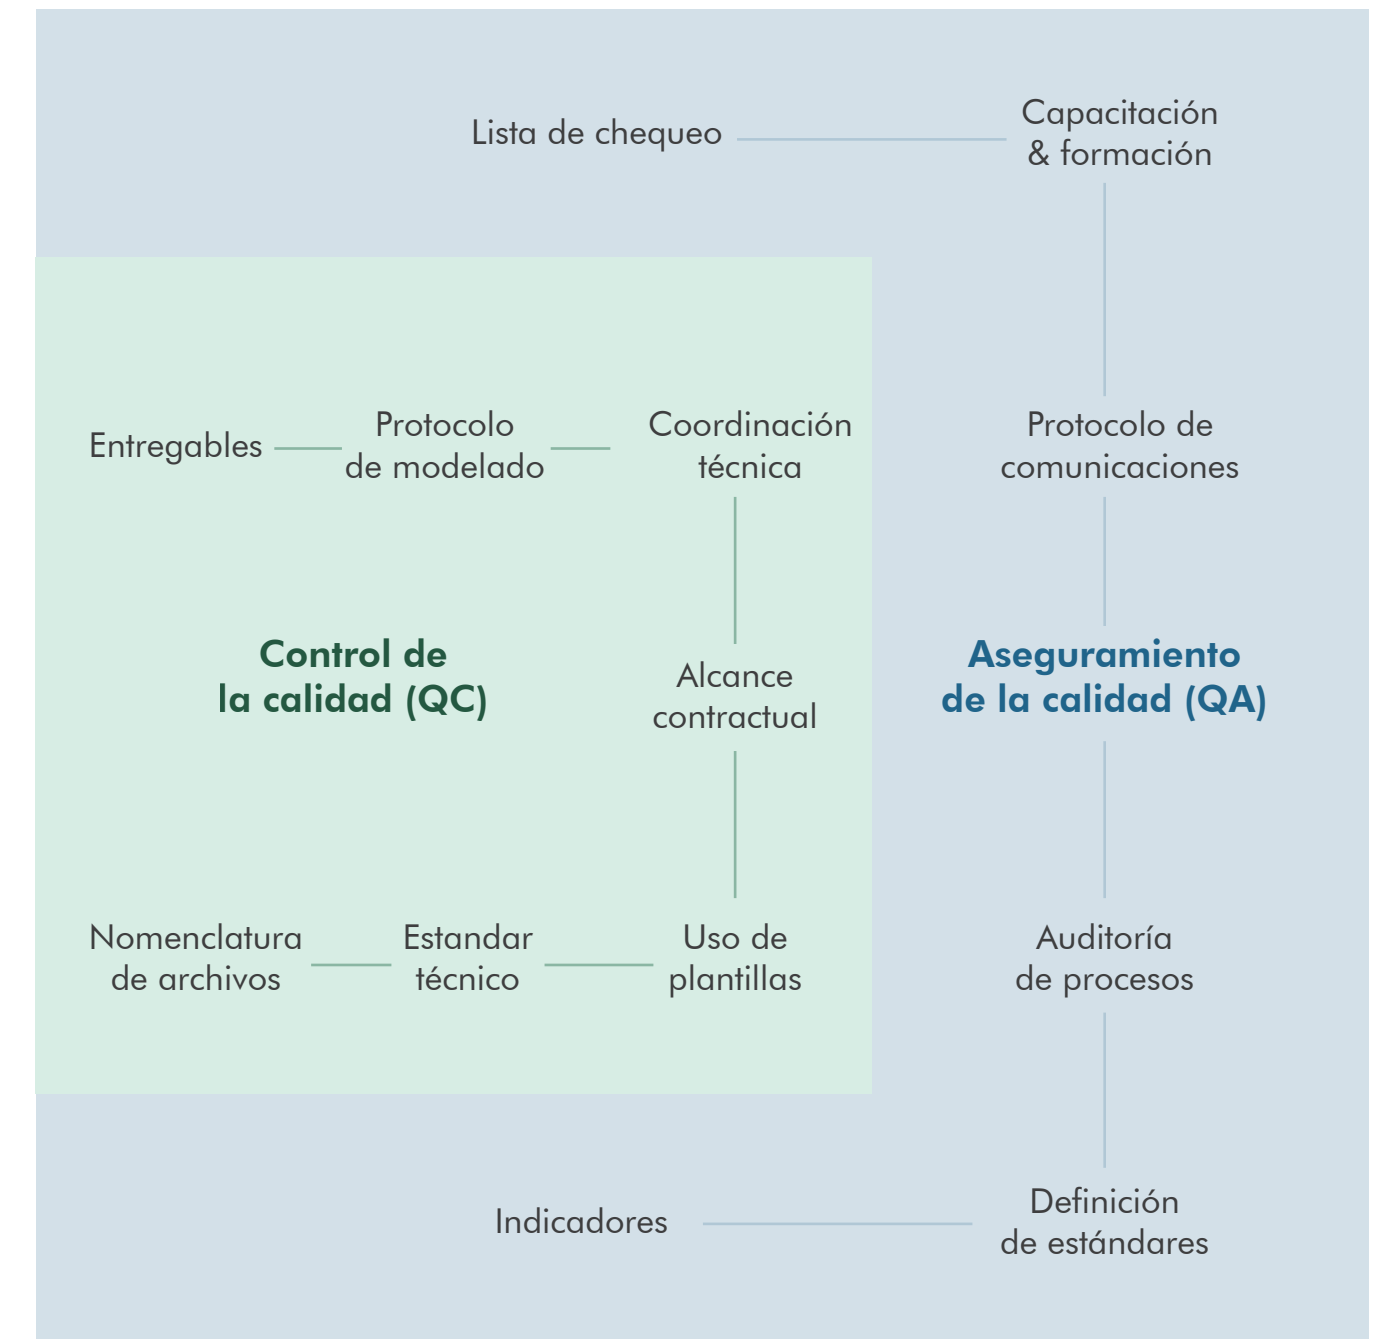 Lista de chequeo
Capacitación
& formación
Entregables
Protocolo
de modelado
Coordinación
técnica
Protocolo de
comunicaciones
Control de
la calidad (QC)
Alcance
contractual
Aseguramiento
de la calidad (QA)
Nomenclatura
de archivos
Estandar
técnico
Uso de
plantillas
Auditoría
de procesos
Indicadores
Definición
de estándares